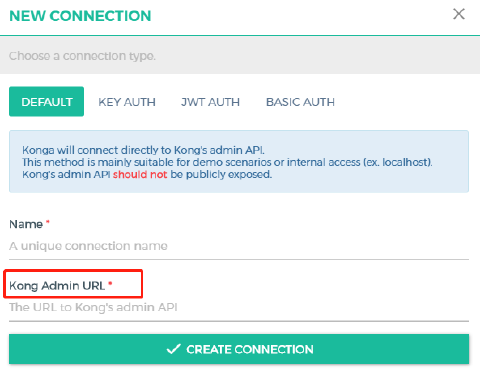 NEW CONNECTION
Choose a connection type.
DEFAULT KEY AUTH JWT AUTH BASIC AUTH
Konga will connect directly to Kong's admin API.
This method is mainly suitable for demo scenarios or internal access (ex. localhost).
Kong's admin API should not be publicly exposed.
Name *
A unique connection name
Kong Admin URL *
The URL to Kong's admin API
CREATE CONNECTION